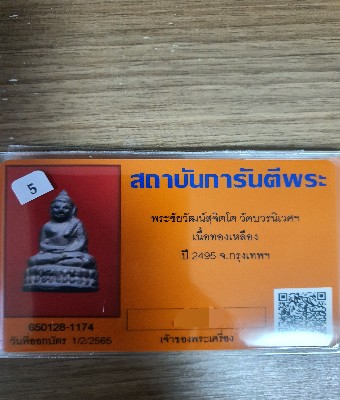 5
สถาบันการันตีพระ
พระชัยวัฒน์สุจิตโต วัดบวรนิเวศฯ
เนื้อทองเหลือง
ปี 2495 จ.กรุงเทพฯ
650128-1174
วันที่ออกบัตร 1/2/2565
เจ้าของพระเครื่อง